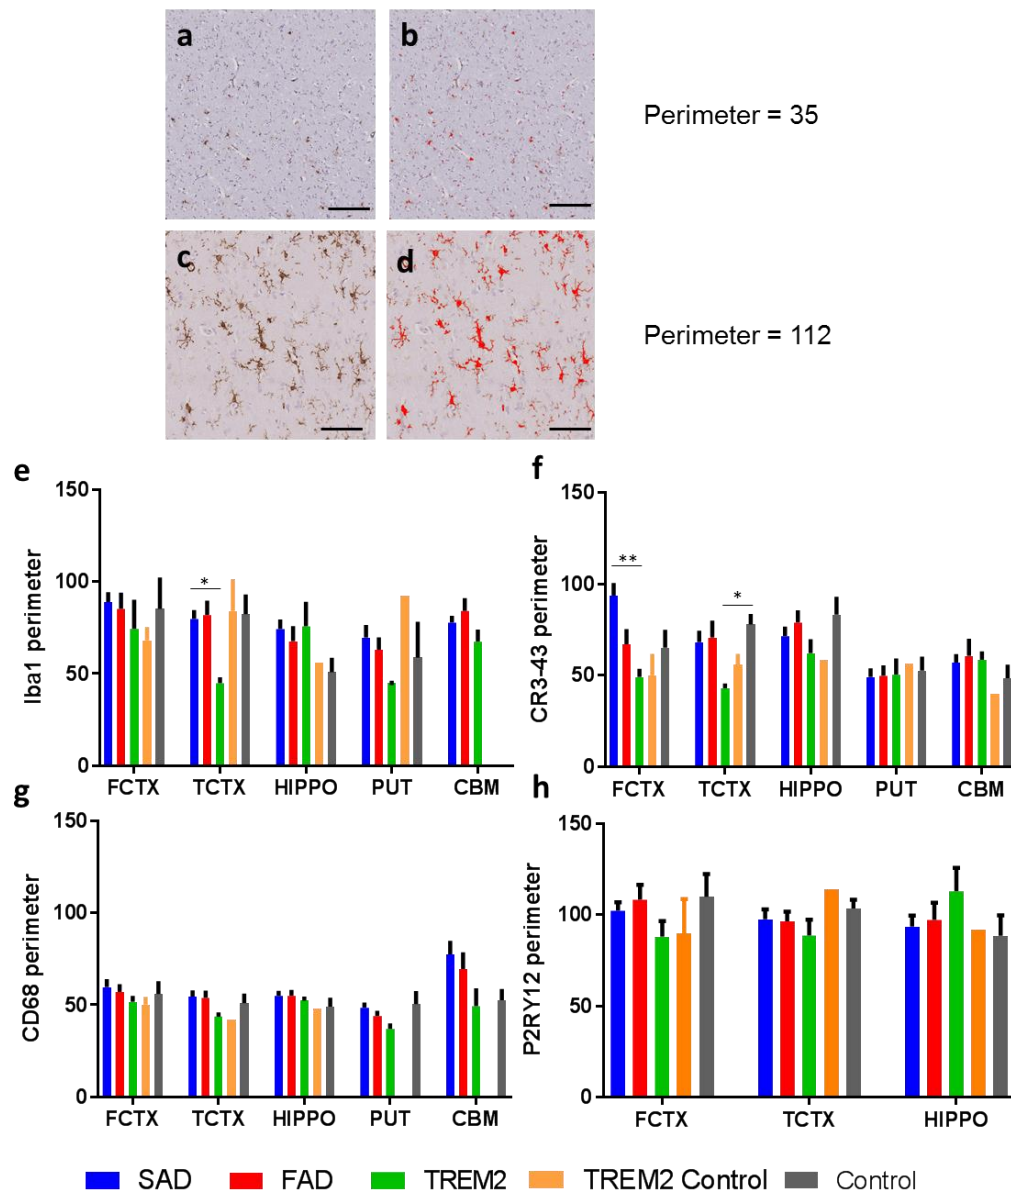 a
b
Perimeter = 35
c
d
Perimeter = 112
e
f
150
100
50
0
Iba1 perimeter
*
FCTX TCTX HIPPO PUT CBM
150
100
50
0
CR3-43 perimeter
**
*
FCTX TCTX HIPPO PUT CBM
g
h
150
100
50
0
CD68 perimeter
FCTX TCTX HIPPO PUT CBM
150
100
50
0
P2RY12 perimeter
FCTX TCTX HIPPO
SAD FAD TREM2 TREM2 Control Control